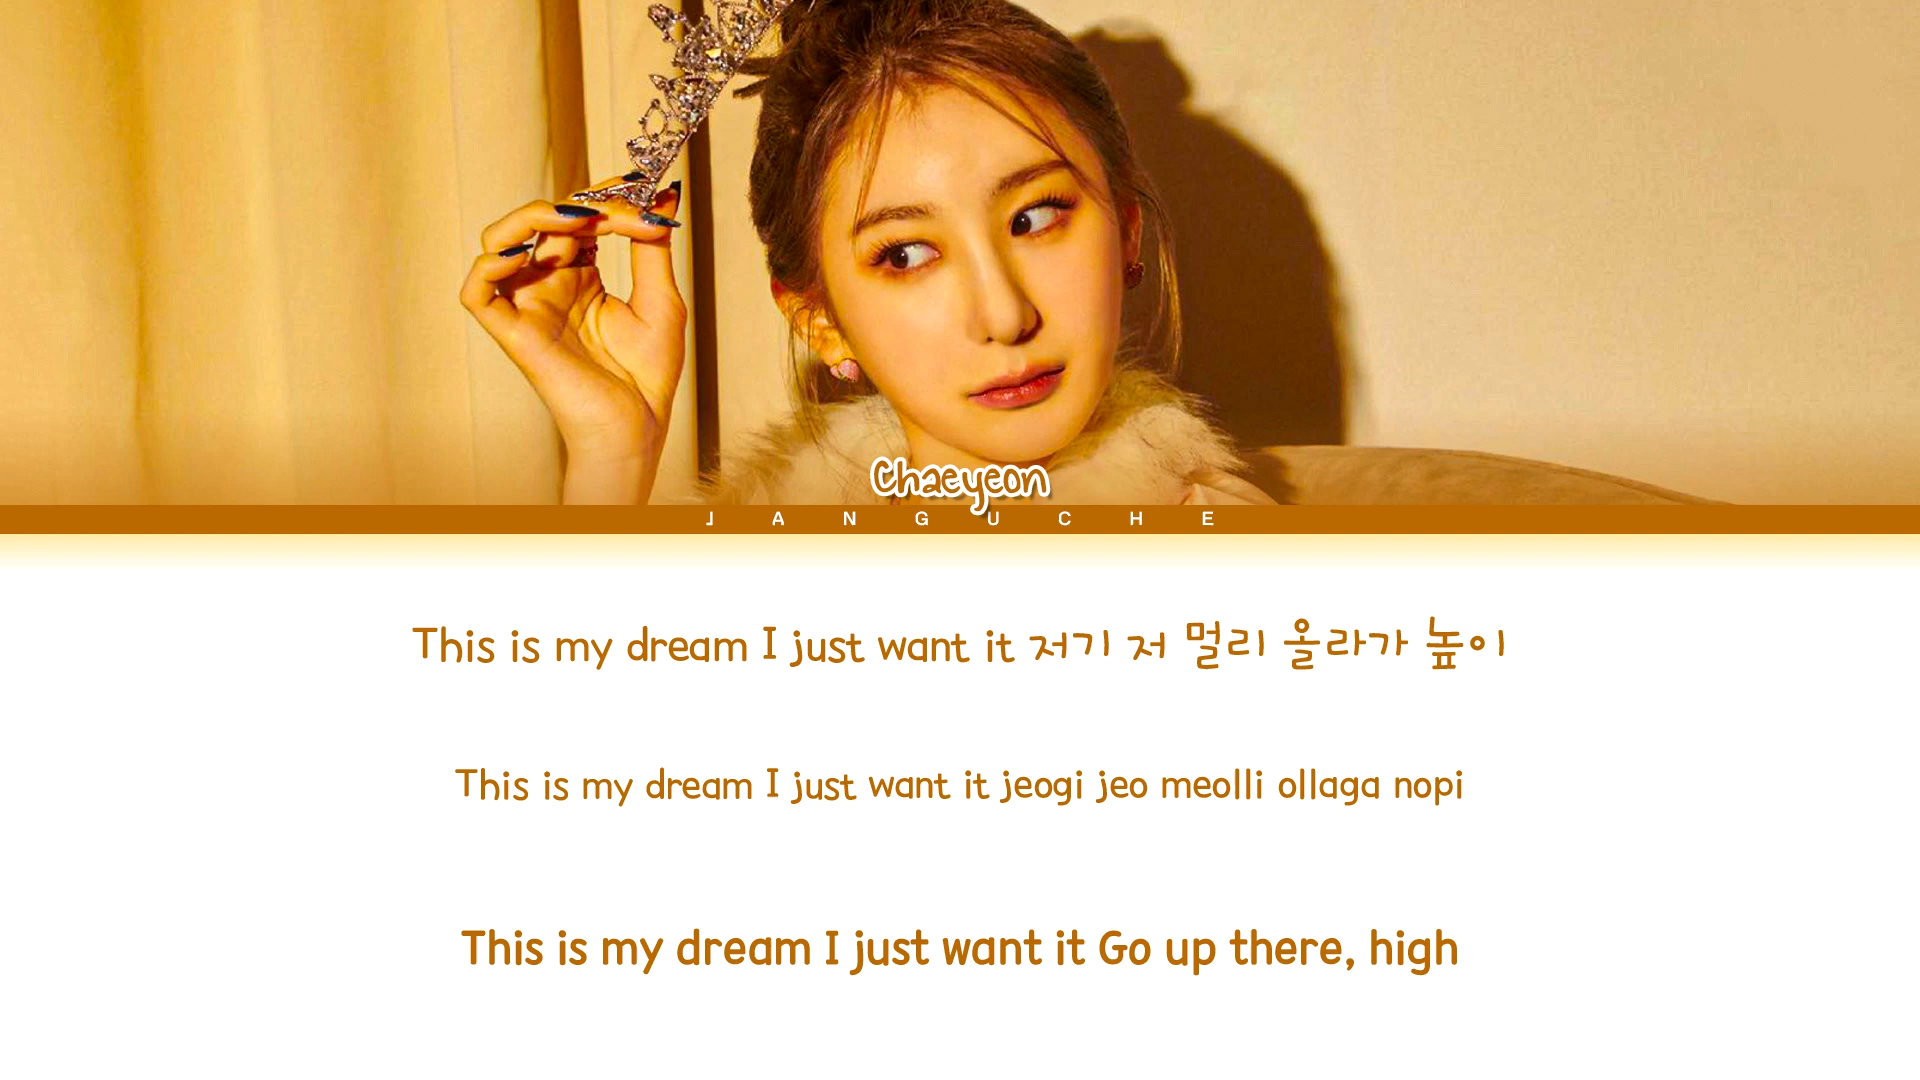 Chaeyeon
JANGUCHE
This is my dream I just want it 저기 저 멀리 올라가 높이
This is my dream I just want it jeogi jeo meolli ollaga nopi
This is my dream I just want it Go up there, high